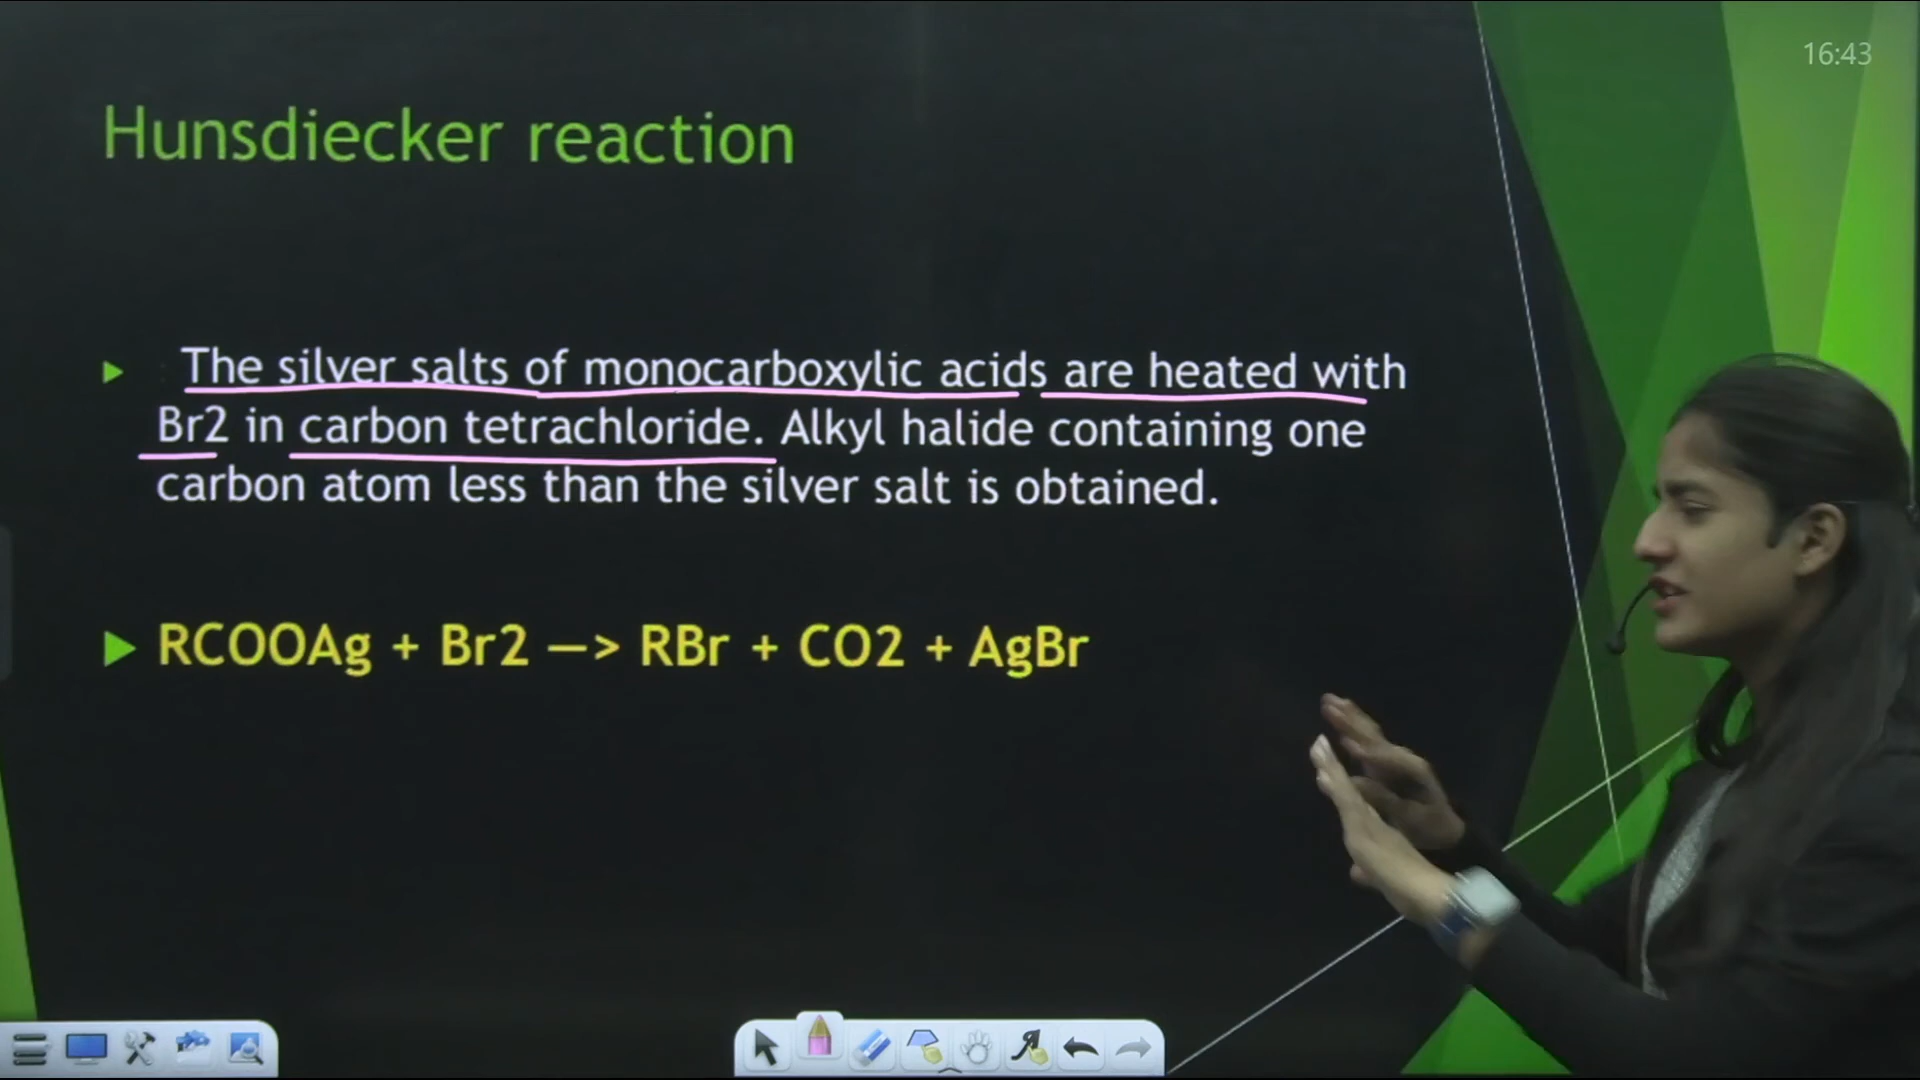 16:43
Hunsdiecker reaction
The silver salts of monocarboxylic acids are heated with
Br2 in carbon tetrachloride. Alkyl halide containing one
carbon atom less than the silver salt is obtained.
RCOOAg + Br2 —> RBr + CO2 + AgBr